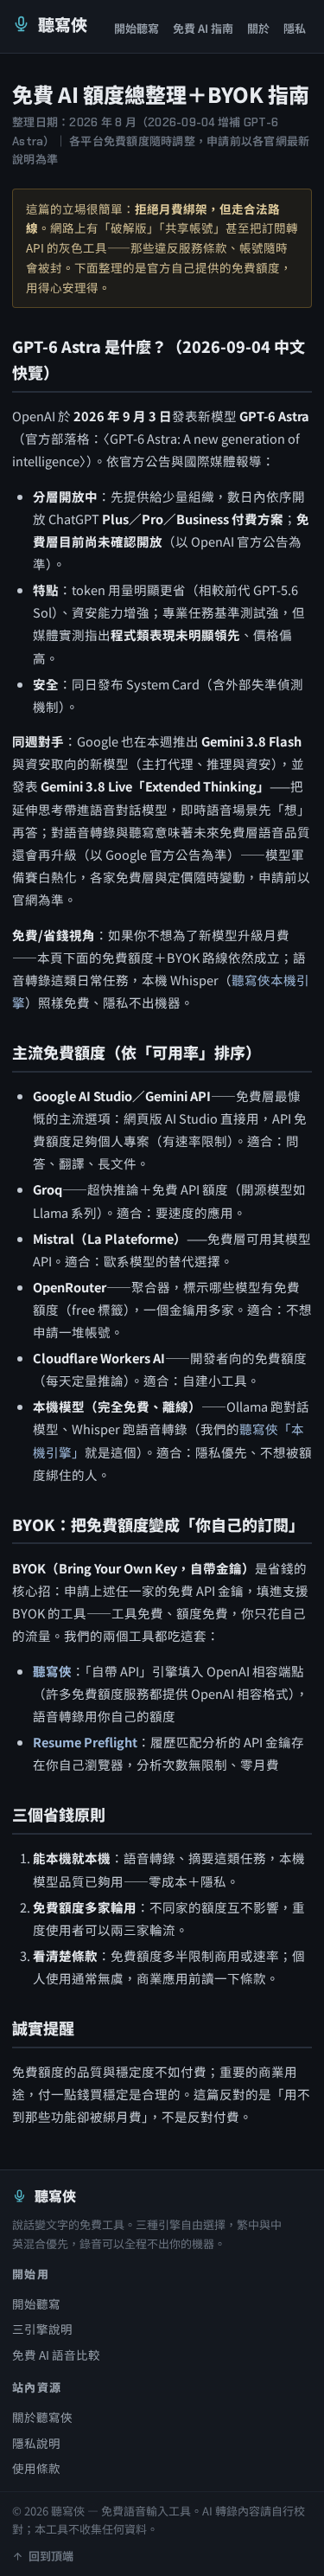 聽寫俠
開始聽寫 免費 AI 指南 關於 隱私
免費 AI 額度總整理＋BYOK 指南
整理日期：2026 年 8 月（2026-09-04 增補 GPT-6
Astra）｜ 各平台免費額度隨時調整，申請前以各官網最新
說明為準
這篇的立場很簡單：拒絕月費綁架，但走合法路
線。網路上有「破解版」「共享帳號」甚至把訂閱轉
API 的灰色工具——那些違反服務條款、帳號隨時
會被封。下面整理的是官方自己提供的免費額度，
用得心安理得。
GPT-6 Astra 是什麼？（2026-09-04 中文
快覽）
OpenAI 於 2026 年 9 月 3 日發表新模型 GPT-6 Astra
（官方部落格：〈GPT-6 Astra: A new generation of
intelligence〉）。依官方公告與國際媒體報導：
• 分層開放中：先提供給少量組織，數日內依序開
放 ChatGPT Plus／Pro／Business 付費方案；免
費層目前尚未確認開放（以 OpenAI 官方公告為
準）。
• 特點：token 用量明顯更省（相較前代 GPT-5.6
Sol）、資安能力增強；專業任務基準測試強，但
媒體實測指出程式類表現未明顯領先、價格偏
高。
• 安全：同日發布 System Card（含外部失準偵測
機制）。
同週對手：Google 也在本週推出 Gemini 3.8 Flash
與資安取向的新模型（主打代理、推理與資安），並
發表 Gemini 3.8 Live「Extended Thinking」——把
延伸思考帶進語音對話模型，即時語音場景先「想」
再答；對語音轉錄與聽寫意味著未來免費層語音品質
還會再升級（以 Google 官方公告為準）——模型軍
備賽白熱化，各家免費層與定價隨時變動，申請前以
官網為準。
免費/省錢視角：如果你不想為了新模型升級月費
——本頁下面的免費額度＋BYOK 路線依然成立；語
音轉錄這類日常任務，本機 Whisper（聽寫俠本機引
擎）照樣免費、隱私不出機器。
主流免費額度（依「可用率」排序）
• Google AI Studio／Gemini API——免費層最慷
慨的主流選項：網頁版 AI Studio 直接用，API 免
費額度足夠個人專案（有速率限制）。適合：問
答、翻譯、長文件。
• Groq——超快推論＋免費 API 額度（開源模型如
Llama 系列）。適合：要速度的應用。
• Mistral（La Plateforme）——免費層可用其模型
API。適合：歐系模型的替代選擇。
• OpenRouter——聚合器，標示哪些模型有免費
額度（free 標籤），一個金鑰用多家。適合：不想
申請一堆帳號。
• Cloudflare Workers AI——開發者向的免費額度
（每天定量推論）。適合：自建小工具。
• 本機模型（完全免費、離線）——Ollama 跑對話
模型、Whisper 跑語音轉錄（我們的聽寫俠「本
機引擎」就是這個）。適合：隱私優先、不想被額
度綁住的人。
BYOK：把免費額度變成「你自己的訂閱」
BYOK（Bring Your Own Key，自帶金鑰）是省錢的
核心招：申請上述任一家的免費 API 金鑰，填進支援
BYOK 的工具——工具免費、額度免費，你只花自己
的流量。我們的兩個工具都吃這套：
• 聽寫俠：「自帶 API」引擎填入 OpenAI 相容端點
（許多免費額度服務都提供 OpenAI 相容格式），
語音轉錄用你自己的額度
• Resume Preflight：履歷匹配分析的 API 金鑰存
在你自己瀏覽器，分析次數無限制、零月費
三個省錢原則
1. 能本機就本機：語音轉錄、摘要這類任務，本機
模型品質已夠用——零成本＋隱私。
2. 免費額度多家輪用：不同家的額度互不影響，重
度使用者可以兩三家輪流。
3. 看清楚條款：免費額度多半限制商用或速率；個
人使用通常無虞，商業應用前讀一下條款。
誠實提醒
免費額度的品質與穩定度不如付費；重要的商業用
途，付一點錢買穩定是合理的。這篇反對的是「用不
到那些功能卻被綁月費」，不是反對付費。
聽寫俠
說話變文字的免費工具。三種引擎自由選擇，繁中與中
英混合優先，錄音可以全程不出你的機器。
開始用
開始聽寫
三引擎說明
免費 AI 語音比較
站內資源
關於聽寫俠
隱私說明
使用條款
© 2026 聽寫俠 — 免費語音輸入工具。AI 轉錄內容請自行校
對；本工具不收集任何資料。
↑ 回到頂端